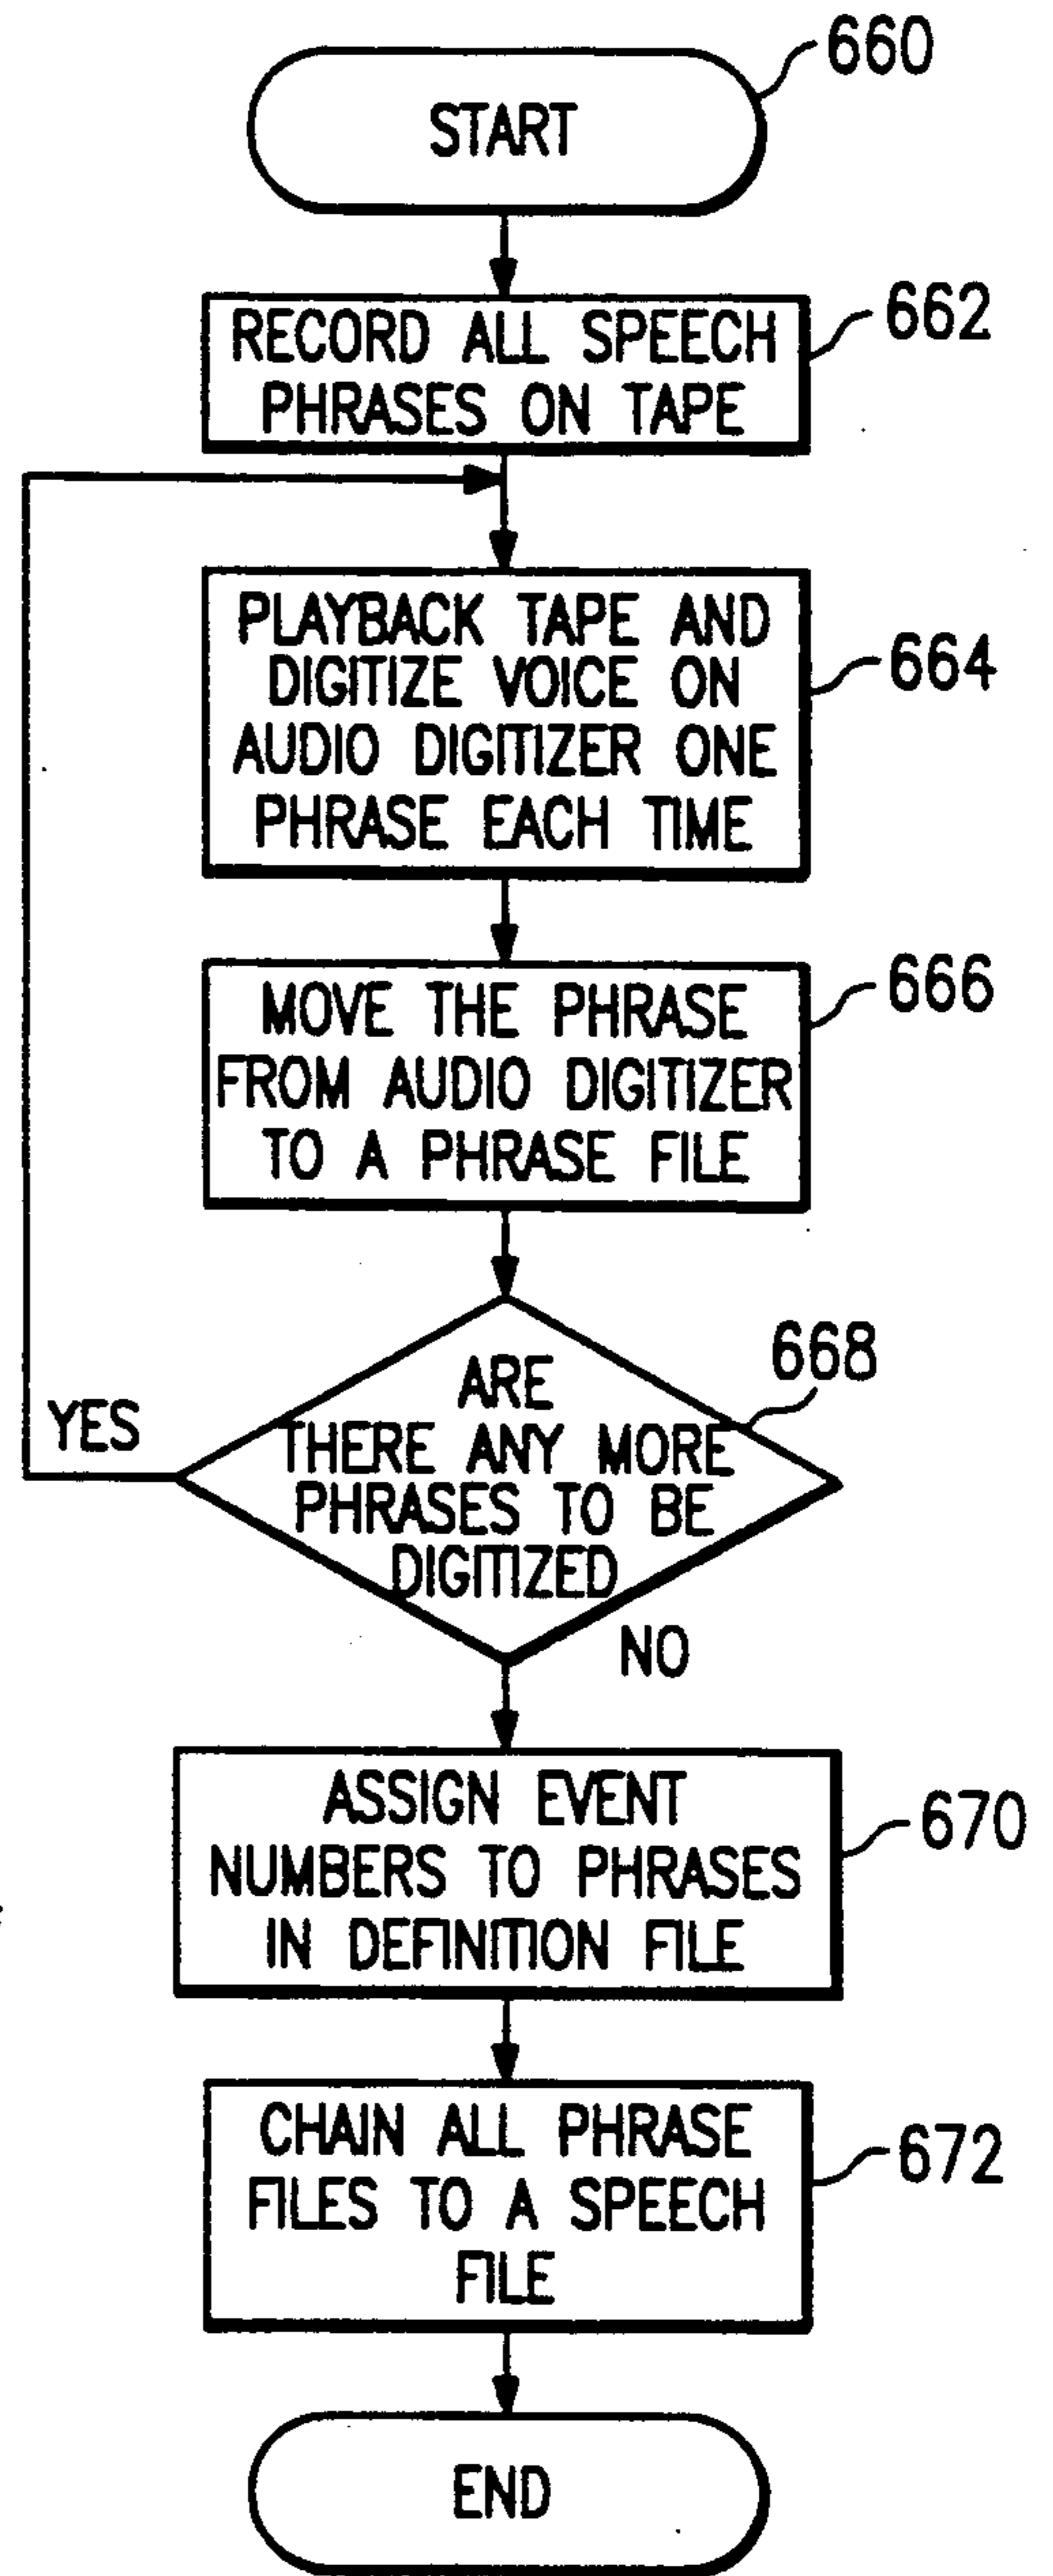 660
START
662
RECORD ALL SPEECH
PHRASES ON TAPE
PLAYBACK TAPE AND
DIGITIZE VOICE ON
664
AUDIO DIGITIZER ONE
PHRASE EACH TIME
666
MOVE THE PHRASE
FROM AUDIO DIGITIZER
TO A PHRASE FILE
668
ARE
YES
THERE ANY MORE
PHRASES TO BE
DIGITIZED
NO
ASSIGN EVENT
670
NUMBERS TO PHRASES
IN DEFINITION FILE
CHAIN ALL PHRASE
672
FILES TO A SPEECH
FILE
END